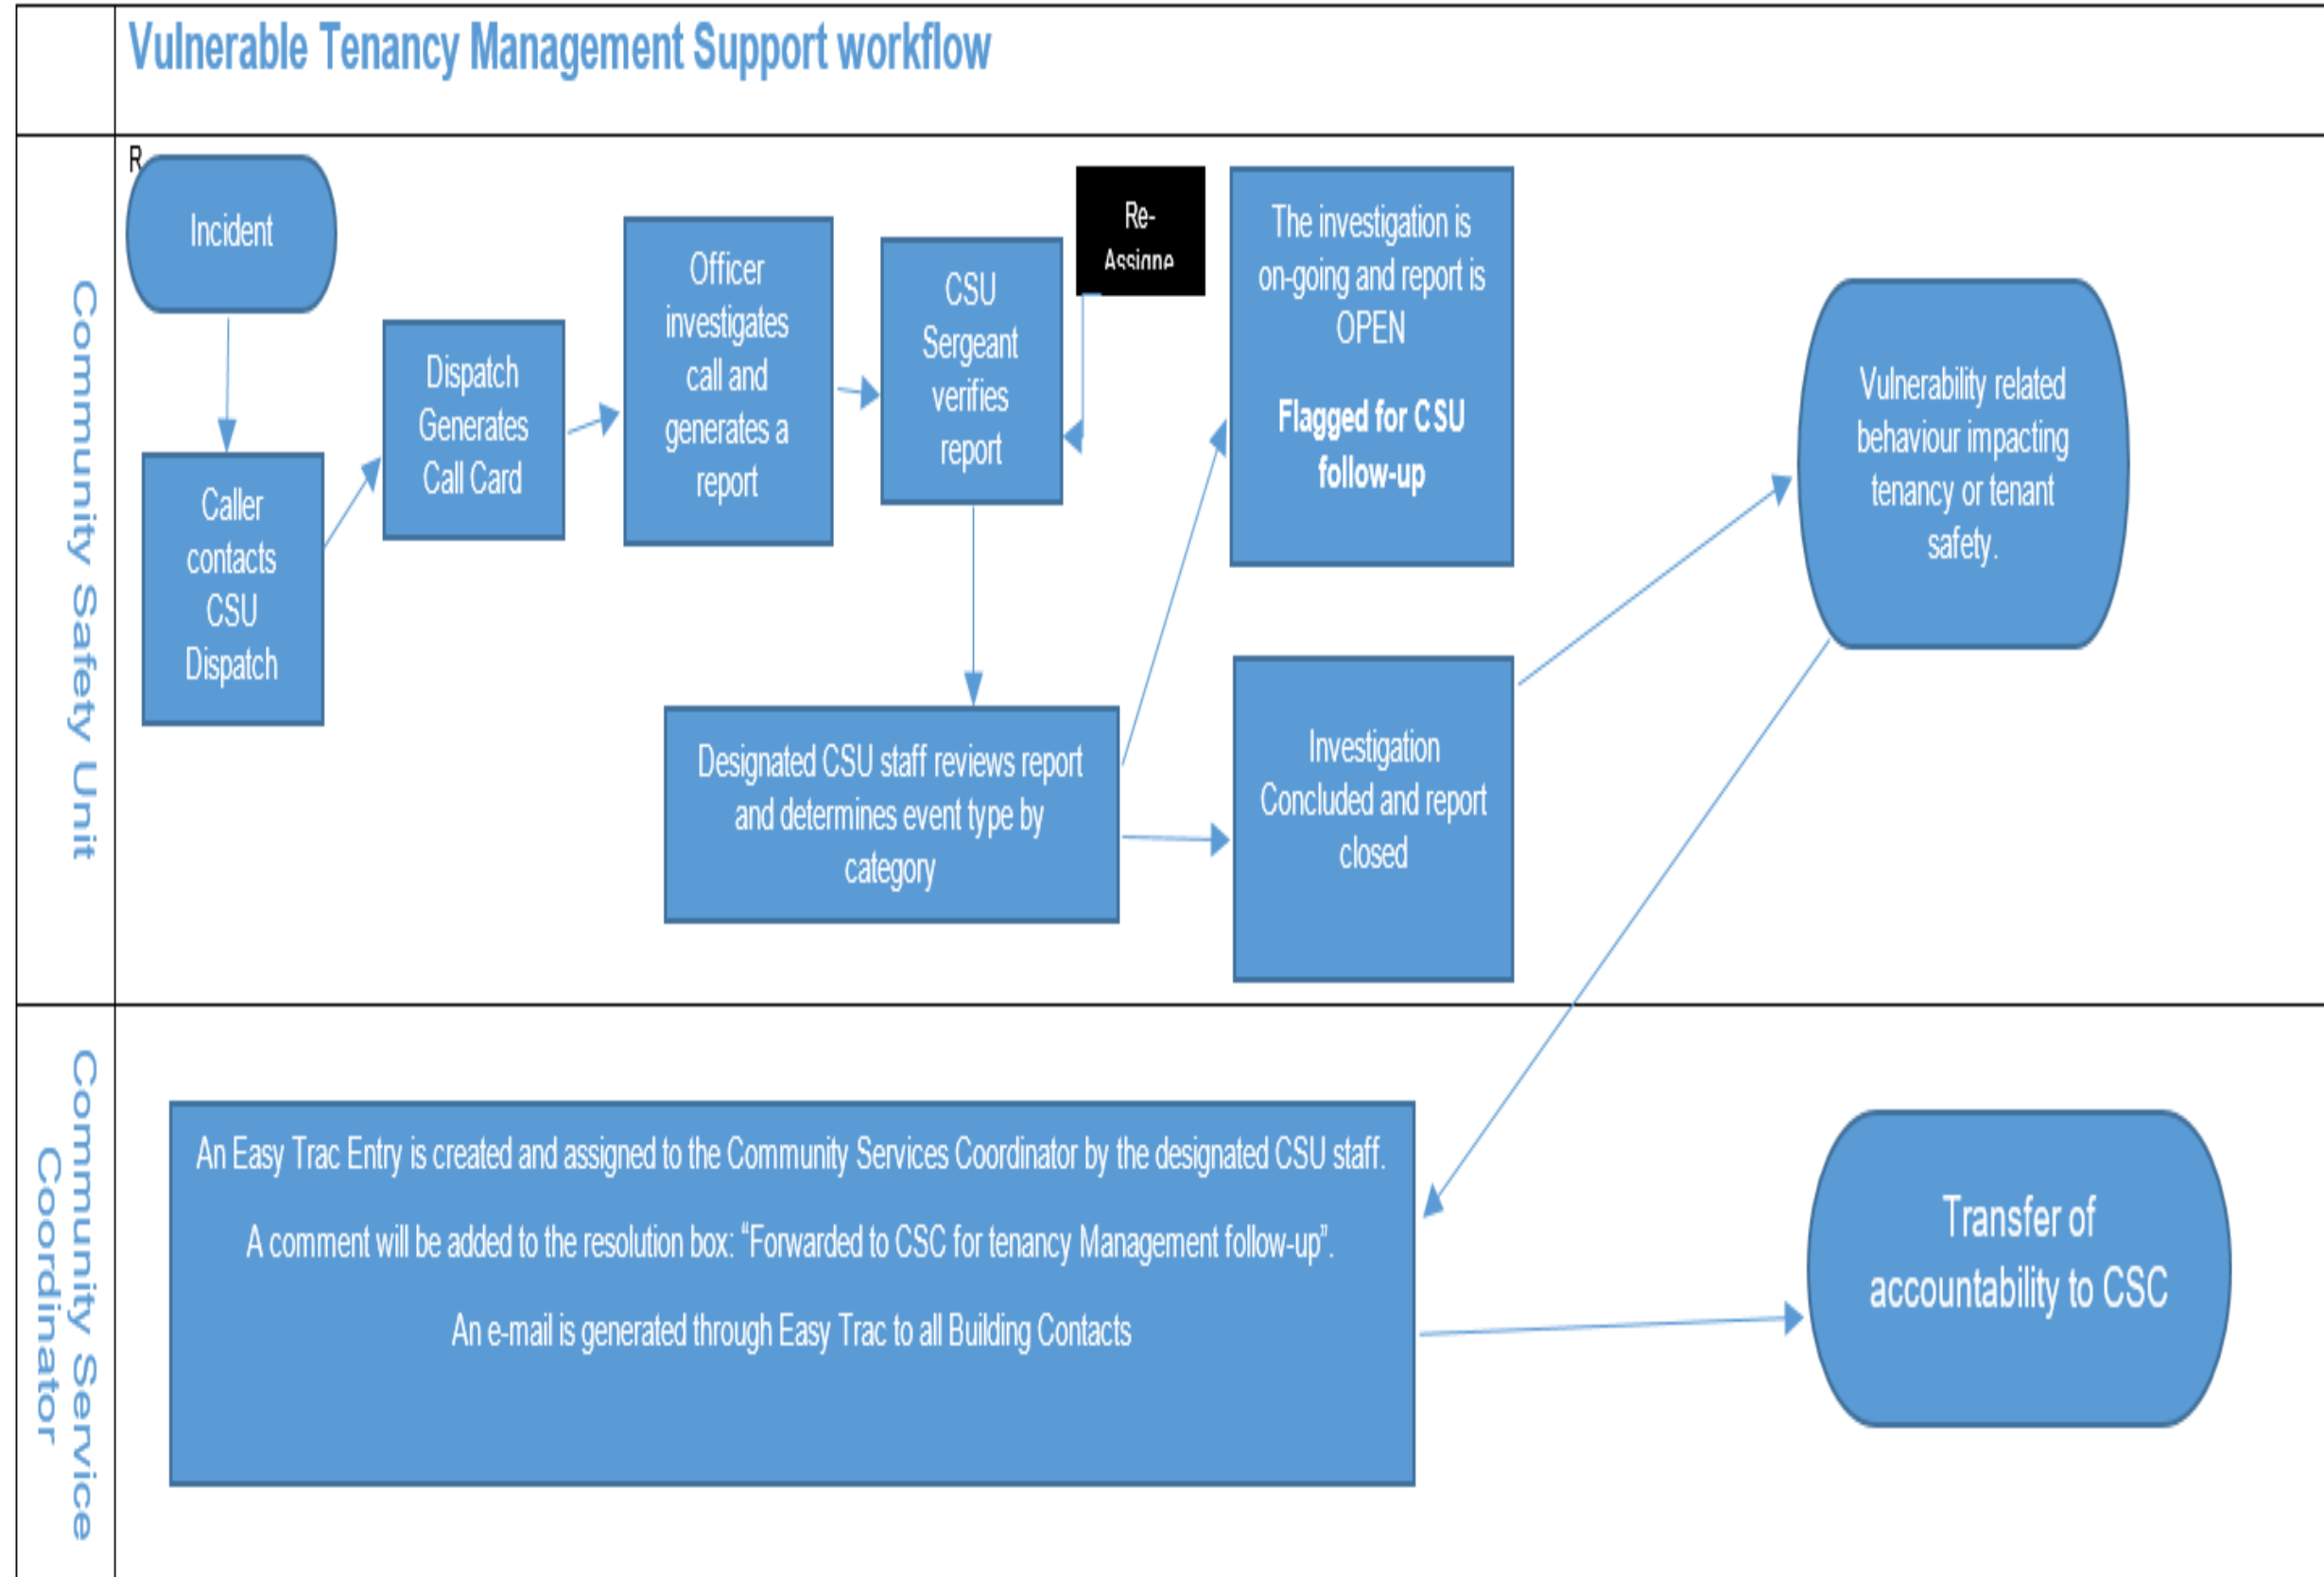 Vulnerable Tenancy Management Support workflow
Community Safety Unit
R
Incident
Caller
contacts
CSU
Dispatch
Dispatch
Generates
Call Card
Officer
investigates
call and
generates a
report
CSU
Sergeant
verifies
report
Re-
Assigne
The investigation is
on-going and report is
OPEN
Flagged for CSU
follow-up
Designated CSU staff reviews report
and determines event type by
category
Investigation
Concluded and report
closed
Vulnerability related
behaviour impacting
tenancy or tenant
safety.
Community Service
Coordinator
An Easy Trac Entry is created and assigned to the Community Services Coordinator by the designated CSU staff.
A comment will be added to the resolution box: “Forwarded to CSC for tenancy Management follow-up”.
An e-mail is generated through Easy Trac to all Building Contacts
Transfer of
accountability to CSC